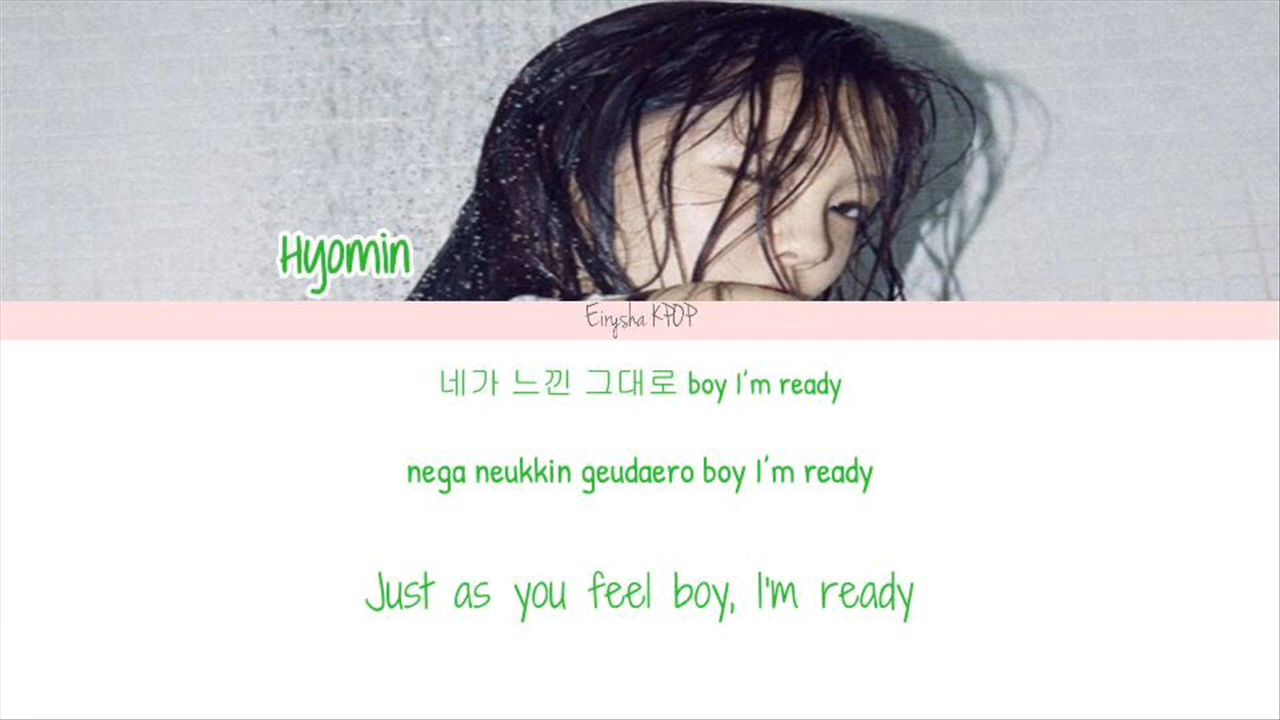 Hyomin
Eirysha KPOP
네가 느낀 그대로 boy I'm ready
nega neukkin geudaero boy I'm ready
Just as you feel boy, I'm ready